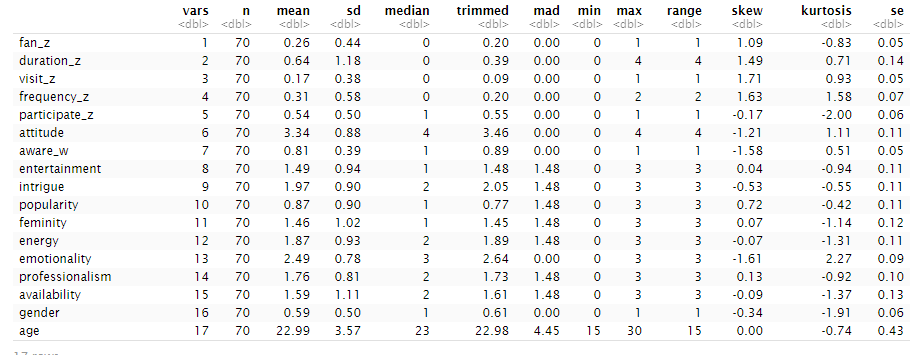 vars n mean sd median trimmed mad min max range skew kurtosis se
<dbl> <dbl> <dbl> <dbl> <dbl> <dbl> <dbl> <dbl> <dbl> <dbl> <dbl> <dbl> <dbl>
fan_z 1 70 0.26 0.44 0 0.20 0.00 0 1 1 1.09 -0.83 0.05
duration_z 2 70 0.64 1.18 0 0.39 0.00 0 4 4 1.49 0.71 0.14
visit_z 3 70 0.17 0.38 0 0.09 0.00 0 1 1 1.71 0.93 0.05
frequency_z 4 70 0.31 0.58 0 0.20 0.00 0 2 2 1.63 1.58 0.07
participate_z 5 70 0.54 0.50 1 0.55 0.00 0 1 1 -0.17 -2.00 0.06
attitude 6 70 3.34 0.88 4 3.46 0.00 0 4 4 -1.21 1.11 0.11
aware_w 7 70 0.81 0.39 1 0.89 0.00 0 1 1 -1.58 0.51 0.05
entertainment 8 70 1.49 0.94 1 1.48 1.48 0 3 3 0.04 -0.94 0.11
intrigue 9 70 1.97 0.90 2 2.05 1.48 0 3 3 -0.53 -0.55 0.11
popularity 10 70 0.87 0.90 1 0.77 1.48 0 3 3 0.72 -0.42 0.11
feminity 11 70 1.46 1.02 1 1.45 1.48 0 3 3 0.07 -1.14 0.12
energy 12 70 1.87 0.93 2 1.89 1.48 0 3 3 -0.07 -1.31 0.11
emotionality 13 70 2.49 0.78 3 2.64 0.00 0 3 3 -1.61 2.27 0.09
professionalism 14 70 1.76 0.81 2 1.73 1.48 0 3 3 0.13 -0.92 0.10
availability 15 70 1.59 1.11 2 1.61 1.48 0 3 3 -0.09 -1.37 0.13
gender 16 70 0.59 0.50 1 0.61 0.00 0 1 1 -0.34 -1.91 0.06
age 17 70 22.99 3.57 23 22.98 4.45 15 30 15 0.00 -0.74 0.43